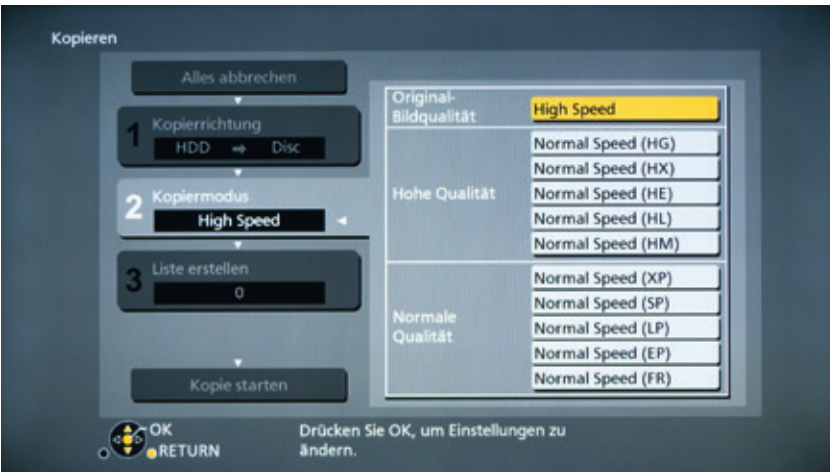 Kopieren
Alles abbrechen
1 Kopierrichtung
HDD ➡ Disc
2 Kopiermodus
High Speed
3 Liste erstellen
0
Kopie starten
Original-
Bildqualität
High Speed
Hohe Qualität
Normal Speed (HG)
Normal Speed (HX)
Normal Speed (HE)
Normal Speed (HL)
Normal Speed (HM)
Normale
Qualität
Normal Speed (XP)
Normal Speed (SP)
Normal Speed (LP)
Normal Speed (EP)
Normal Speed (FR)
OK
RETURN
Drücken Sie OK, um Einstellungen zu
ändern.